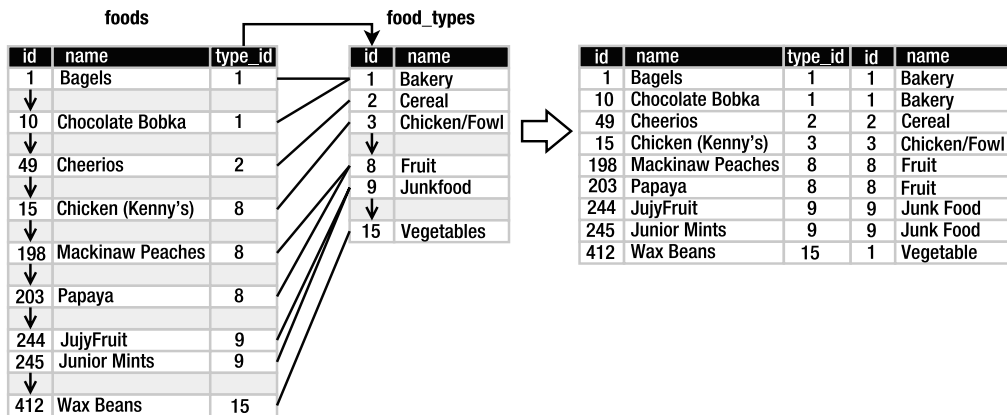 foods
id name type_id
1 Bagels 1
10 Chocolate Bobka 1
49 Cheerios 2
15 Chicken (Kenny's) 8
198 Mackinaw Peaches 8
203 Papaya 8
244 JujyFruit 9
245 Junior Mints 9
412 Wax Beans 15
food_types
id name
1 Bakery
2 Cereal
3 Chicken/Fowl
8 Fruit
9 Junkfood
15 Vegetables
id name type_id id name
1 Bagels 1 1 Bakery
10 Chocolate Bobka 1 1 Bakery
49 Cheerios 2 2 Cereal
15 Chicken (Kenny's) 3 3 Chicken/Fowl
198 Mackinaw Peaches 8 8 Fruit
203 Papaya 8 8 Fruit
244 JujyFruit 9 9 Junk Food
245 Junior Mints 9 9 Junk Food
412 Wax Beans 15 1 Vegetable